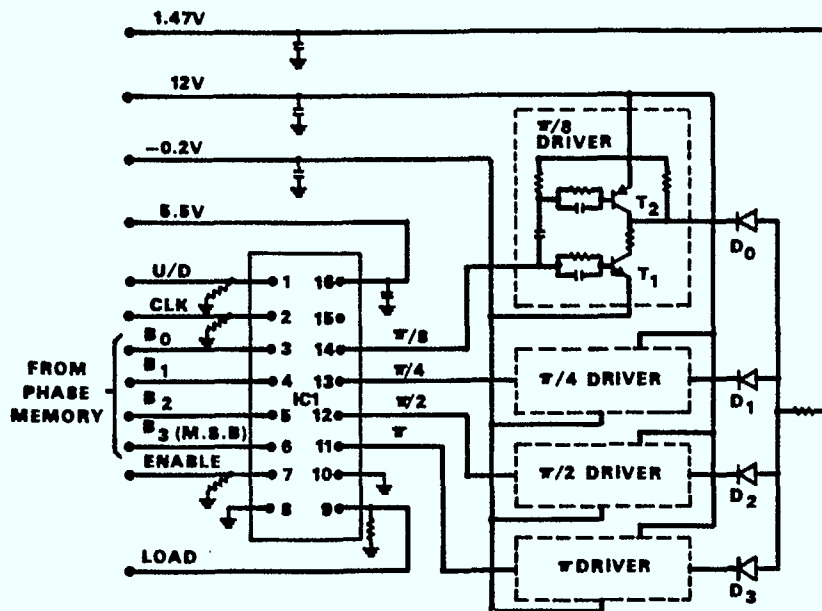 1.47V
12V
−0.2V
5.5V
U/D
CLK
B0
B1
B2
B3 (M.S.B)
ENABLE
LOAD
FROM
PHASE
MEMORY
1
2
3
4
5
6
7
8
16
15
14
13
12
11
10
9
IC1
π/8
π/4
π/2
π
π/8
DRIVER
T2
T1
π/4 DRIVER
π/2 DRIVER
π DRIVER
D0
D1
D2
D3